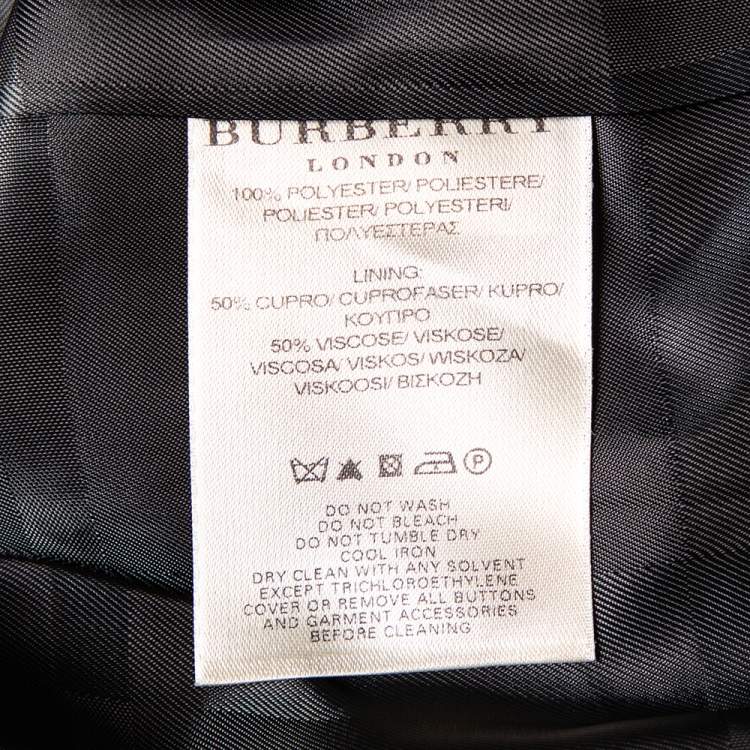 BURBERRY
LONDON
100% POLYESTER/ POLIESTERE/
POLIESTER/ POLYESTERI/
ΠΟΛΥΕΣΤΕΡΑΣ
LINING:
50% CUPRO/ CUPROFASER/ KUPRO/
ΚΟΥΠΡΟ
50% VISCOSE/ VISKOSE/
VISCOSA/ VISKOS/ WISKOZA/
VISKOOSI/ ΒΙΣΚΟΖΗ
P
DO NOT WASH
DO NOT BLEACH
DO NOT TUMBLE DRY
COOL IRON
DRY CLEAN WITH ANY SOLVENT
EXCEPT TRICHLOROETHYLENE
COVER OR REMOVE ALL BUTTONS
AND GARMENT ACCESSORIES
BEFORE CLEANING